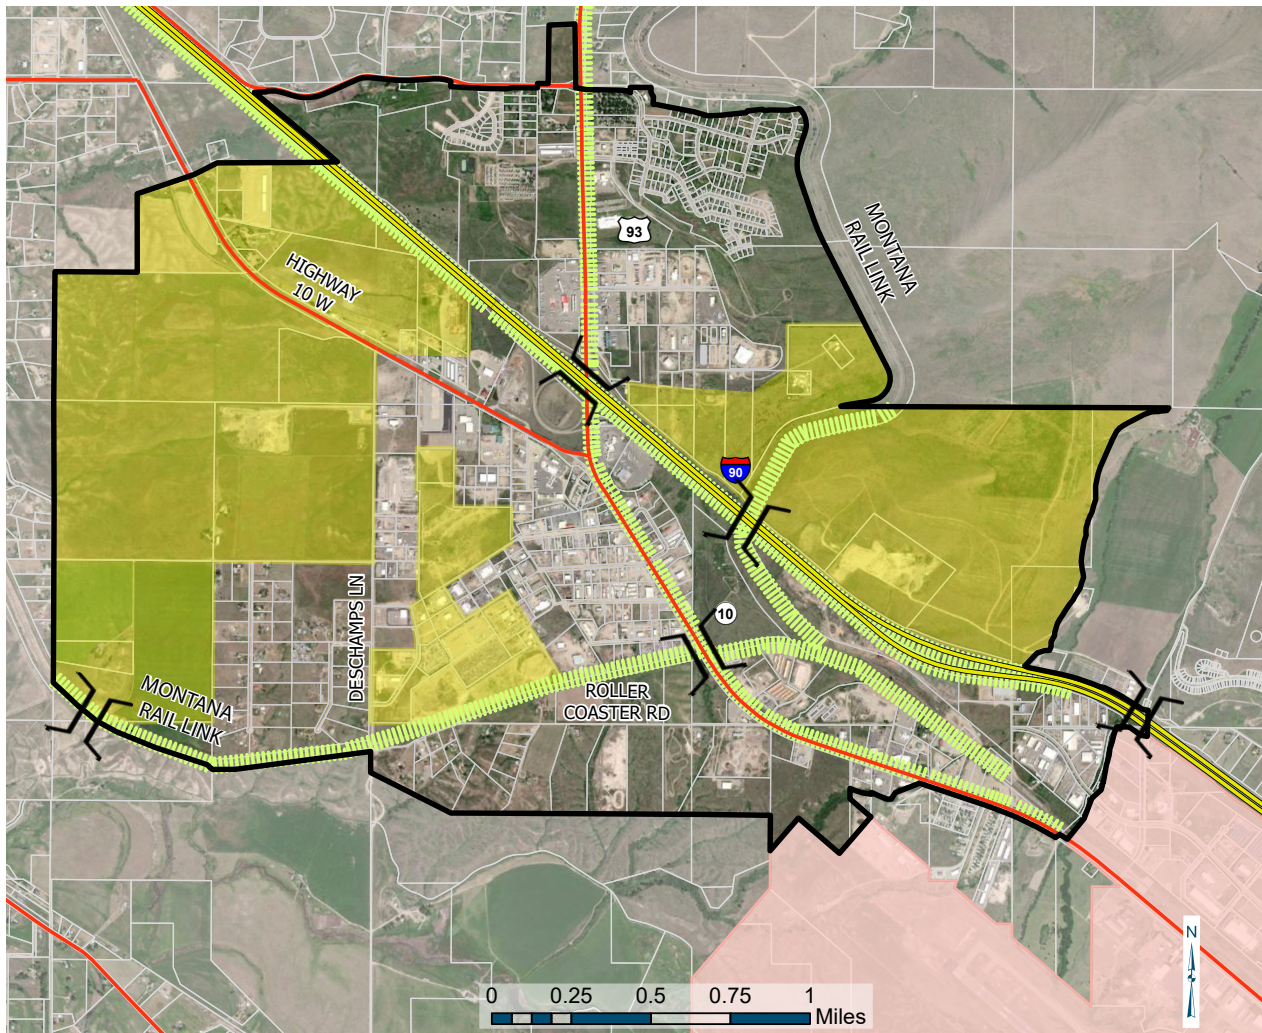 93
MONTANA
RAIL LINK
HIGHWAY
10 W
90
10
DESCHAMPS LN
MONTANA
RAIL LINK
ROLLER
COASTER RD
N
0 0.25 0.5 0.75 1
Miles